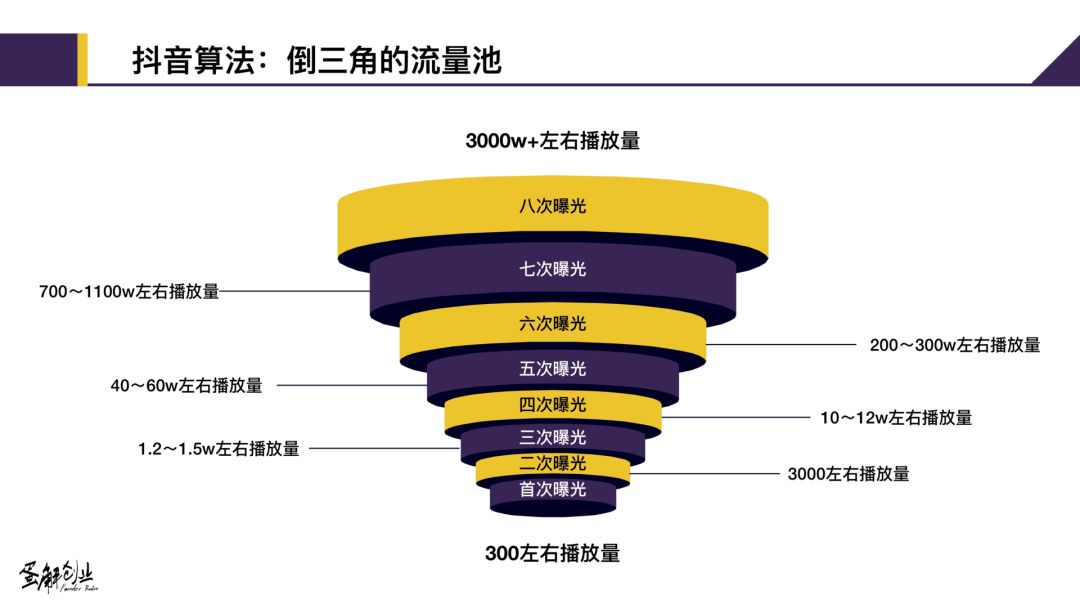 抖音算法：倒三角的流量池
3000w+左右播放量
八次曝光
七次曝光
700～1100w左右播放量
六次曝光
200～300w左右播放量
五次曝光
40～60w左右播放量
四次曝光
10～12w左右播放量
三次曝光
1.2～1.5w左右播放量
二次曝光
3000左右播放量
首次曝光
300左右播放量
蛋解创业